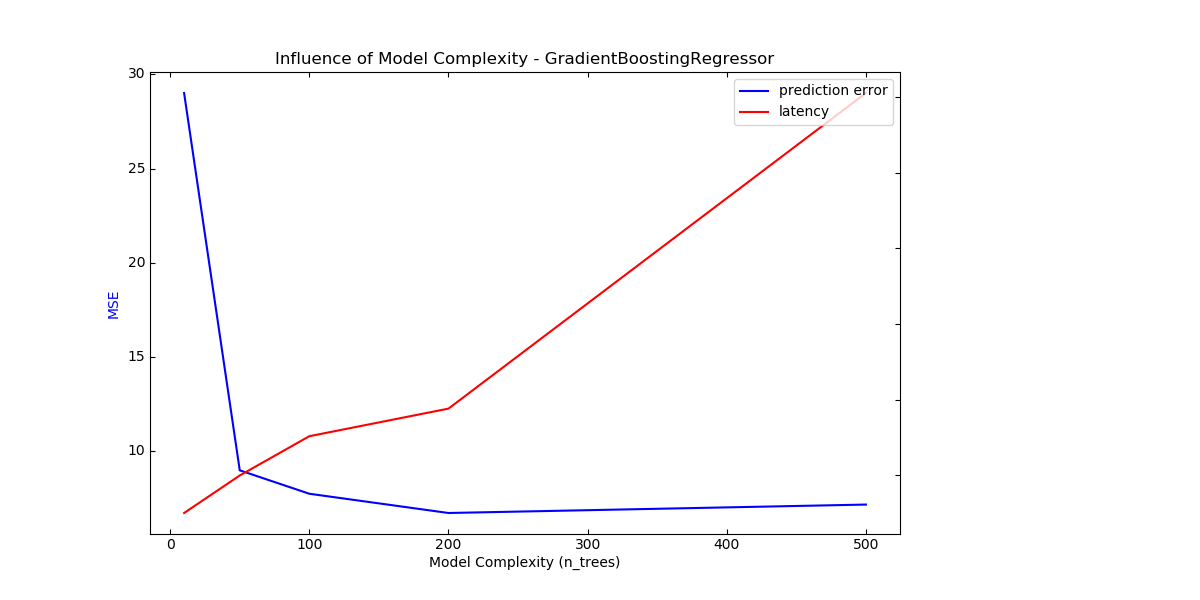 Influence of Model Complexity - GradientBoostingRegressor
prediction error
latency
30
25
20
15
10
MSE
0 100 200 300 400 500
Model Complexity (n_trees)